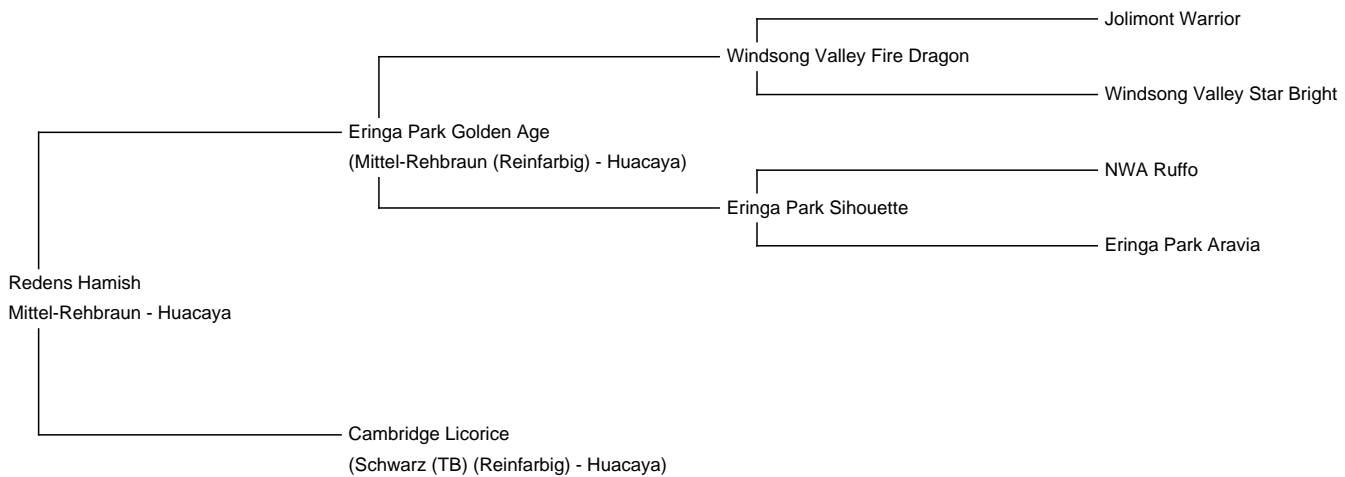 Jolimont Warrior
Windsong Valley Fire Dragon
Windsong Valley Star Bright
Eringa Park Golden Age
(Mittel-Rehbraun (Reinfarbig) - Huacaya)
NWA Ruffo
Eringa Park Sihouette
Eringa Park Aravia
Redens Hamish
Mittel-Rehbraun - Huacaya
Cambridge Licorice
(Schwarz (TB) (Reinfarbig) - Huacaya)